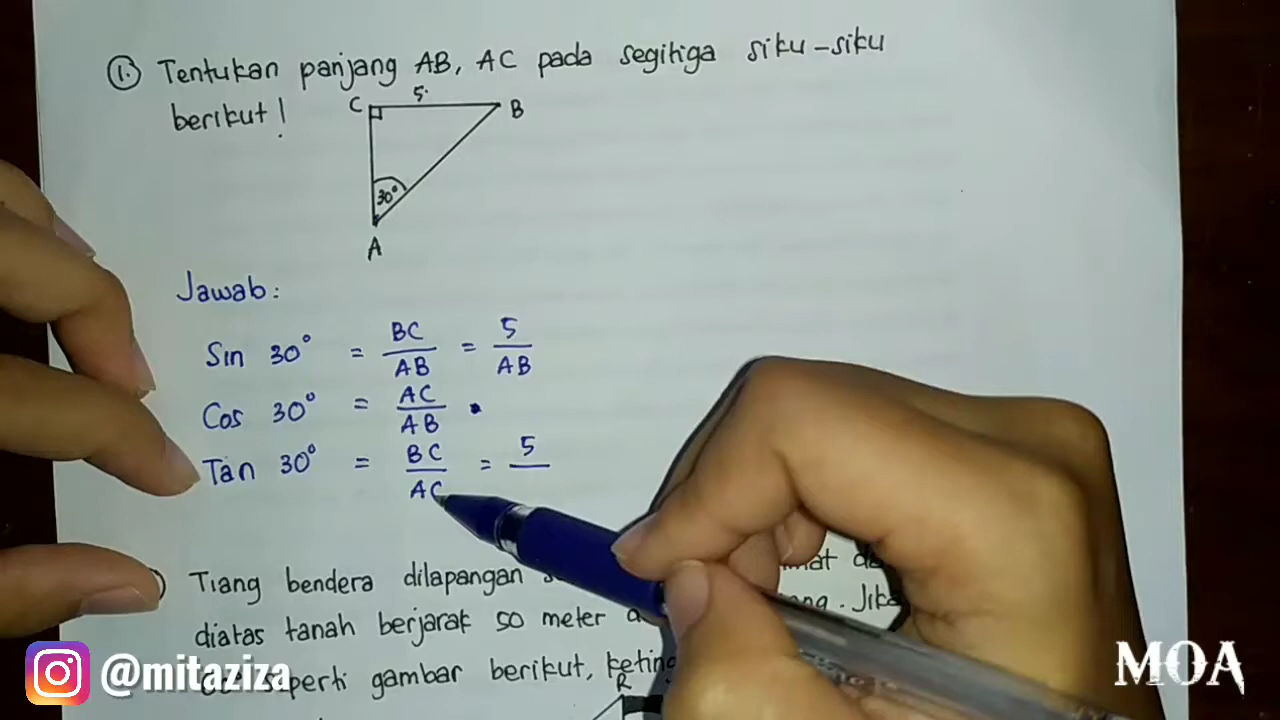 1. Tentukan panjang AB, AC pada segitiga siku-siku
berikut!
C 5 B
30°
A
Jawab:
Sin 30° = BC/AB = 5/AB
Cos 30° = AC/AB
Tan 30° = BC/AC = 5/
Tiang bendera dilapangan
diatas tanah berjarak 50 meter
seperti gambar berikut,
R
@mitaziza
MOA